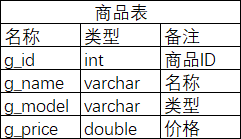 商品表
名称 类型 备注
g_id int 商品ID
g_name varchar 名称
g_model varchar 类型
g_price double 价格